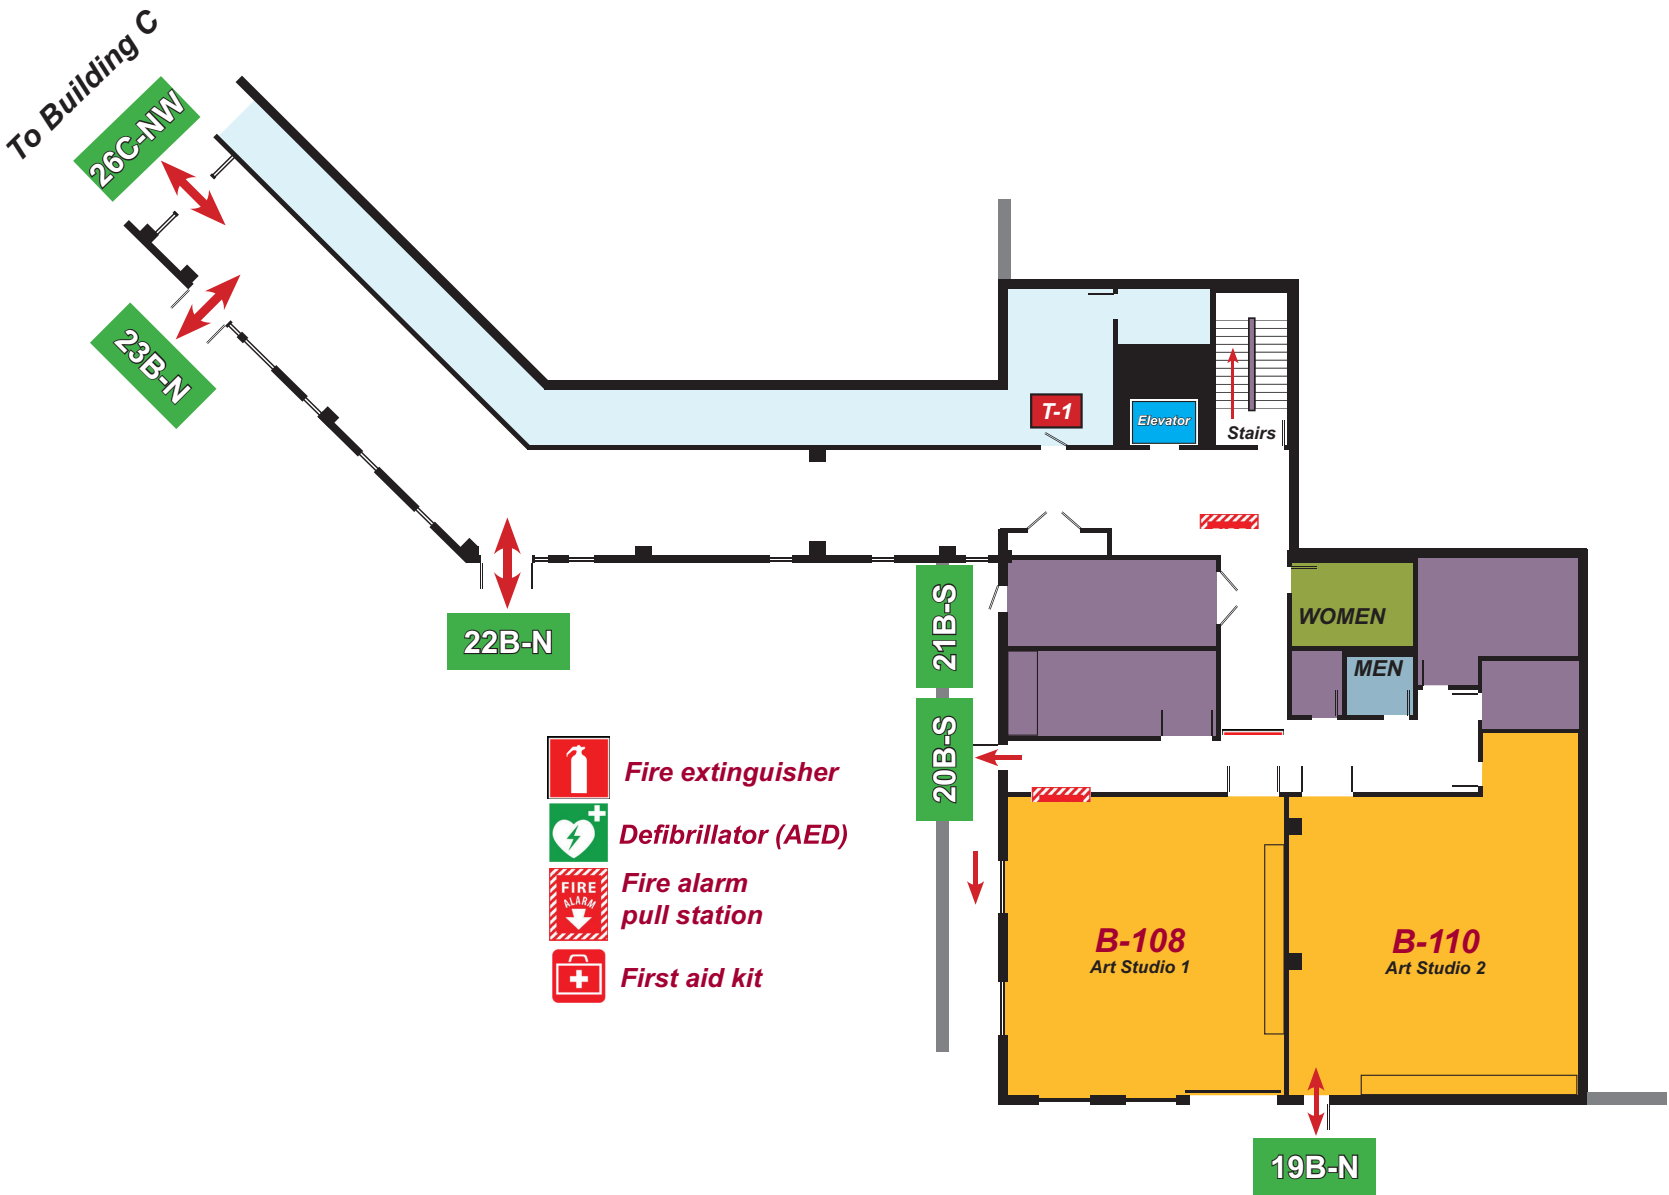 To Building C
26C-NW
23B-N
T-1
Elevator
Stairs
22B-N
21B-S
WOMEN
MEN
20B-S
Fire extinguisher
Defibrillator (AED)
FIRE
ALARM
Fire alarm
pull station
First aid kit
B-108
Art Studio 1
B-110
Art Studio 2
19B-N